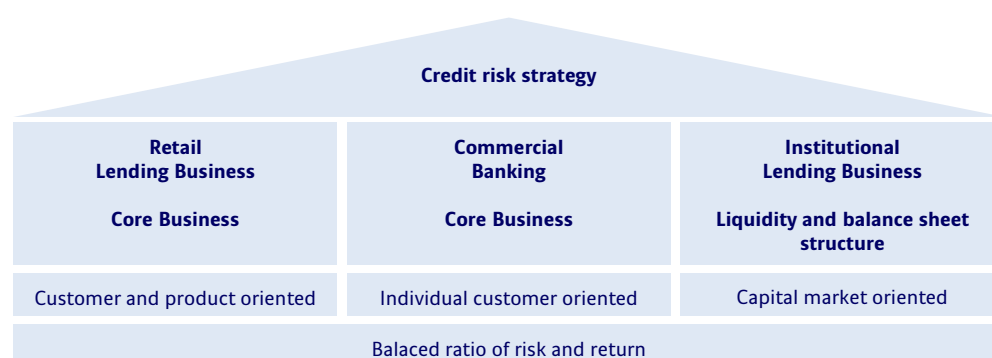 Credit risk strategy
Retail
Lending Business
Core Business
Commercial
Banking
Core Business
Institutional
Lending Business
Liquidity and balance sheet
structure
Customer and product oriented
Individual customer oriented
Capital market oriented
Balaced ratio of risk and return